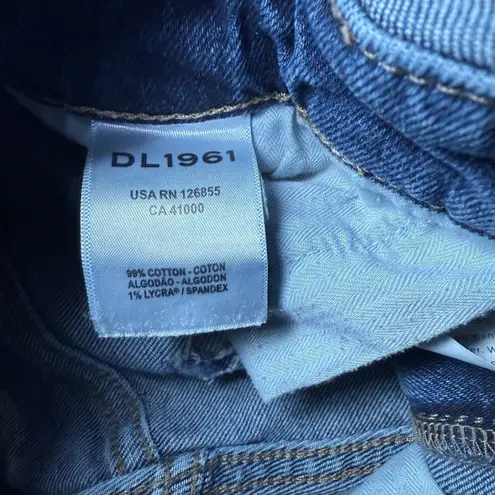 DL1961
USA RN 126855
CA 41000
99% COTTON - COTON
ALGODÃO - ALGODON
1% LYCRA® / SPANDEX